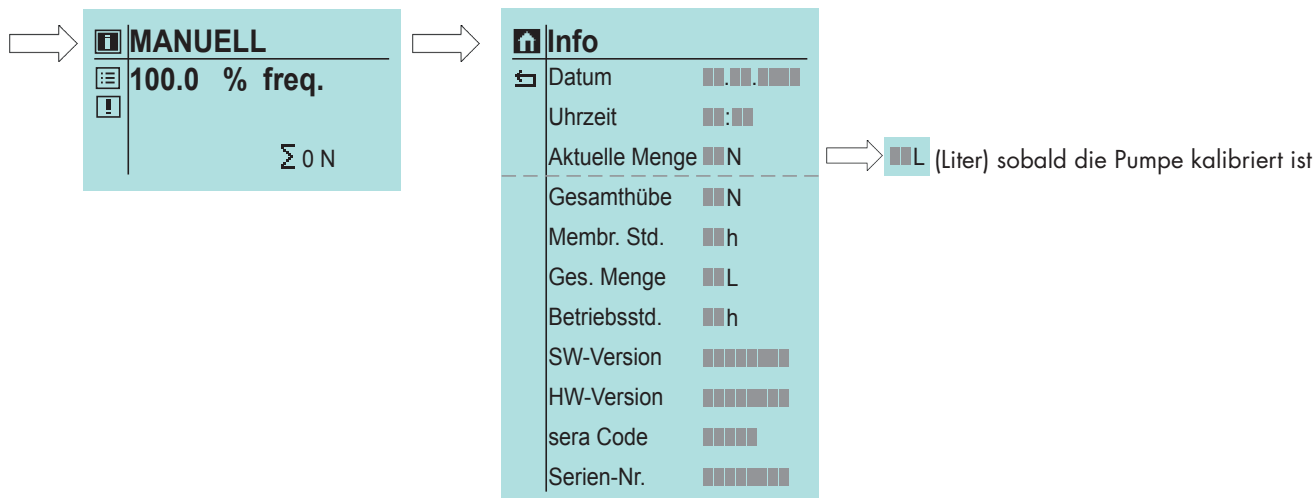 MANUELL
100.0 % freq.
Σ 0 N
Info
Datum . .
Uhrzeit :
Aktuelle Menge N
L (Liter) sobald die Pumpe kalibriert ist
Gesamthübe N
Membr. Std. h
Ges. Menge L
Betriebsstd. h
SW-Version
HW-Version
sera Code
Serien-Nr.